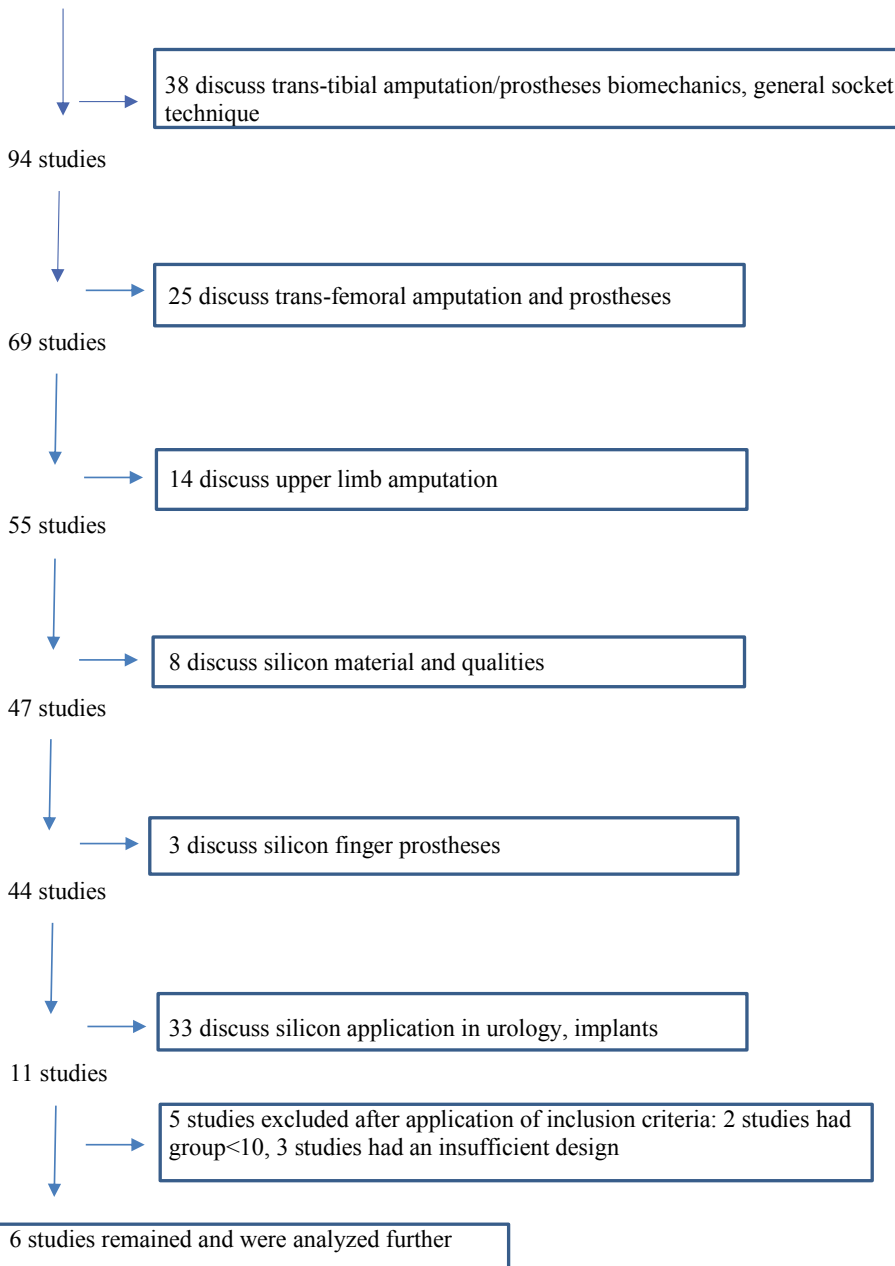 38 discuss trans-tibial amputation/prostheses biomechanics, general socket
technique
94 studies
25 discuss trans-femoral amputation and prostheses
69 studies
14 discuss upper limb amputation
55 studies
8 discuss silicon material and qualities
47 studies
3 discuss silicon finger prostheses
44 studies
33 discuss silicon application in urology, implants
11 studies
5 studies excluded after application of inclusion criteria: 2 studies had
group<10, 3 studies had an insufficient design
6 studies remained and were analyzed further